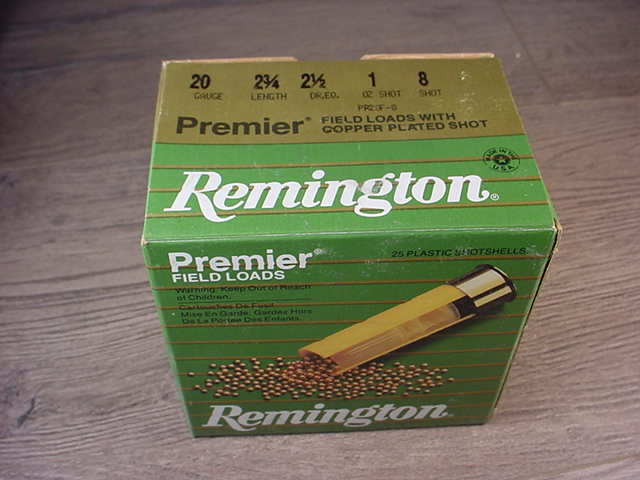 20 2¾ 2½ 1 8
GAUGE LENGTH DR.EQ. OZ SHOT SHOT
PR20F-8
Premier® FIELD LOADS WITH
COPPER PLATED SHOT
MADE IN THE U.S.A.
Remington®
Premier®
FIELD LOADS
25 PLASTIC SHOTSHELLS
Warning: Keep Out of Reach
of Children.
Cartouches De Fusil
Mise En Garde: Gardez Hors
De La Portee Des Enfants.
Remington®